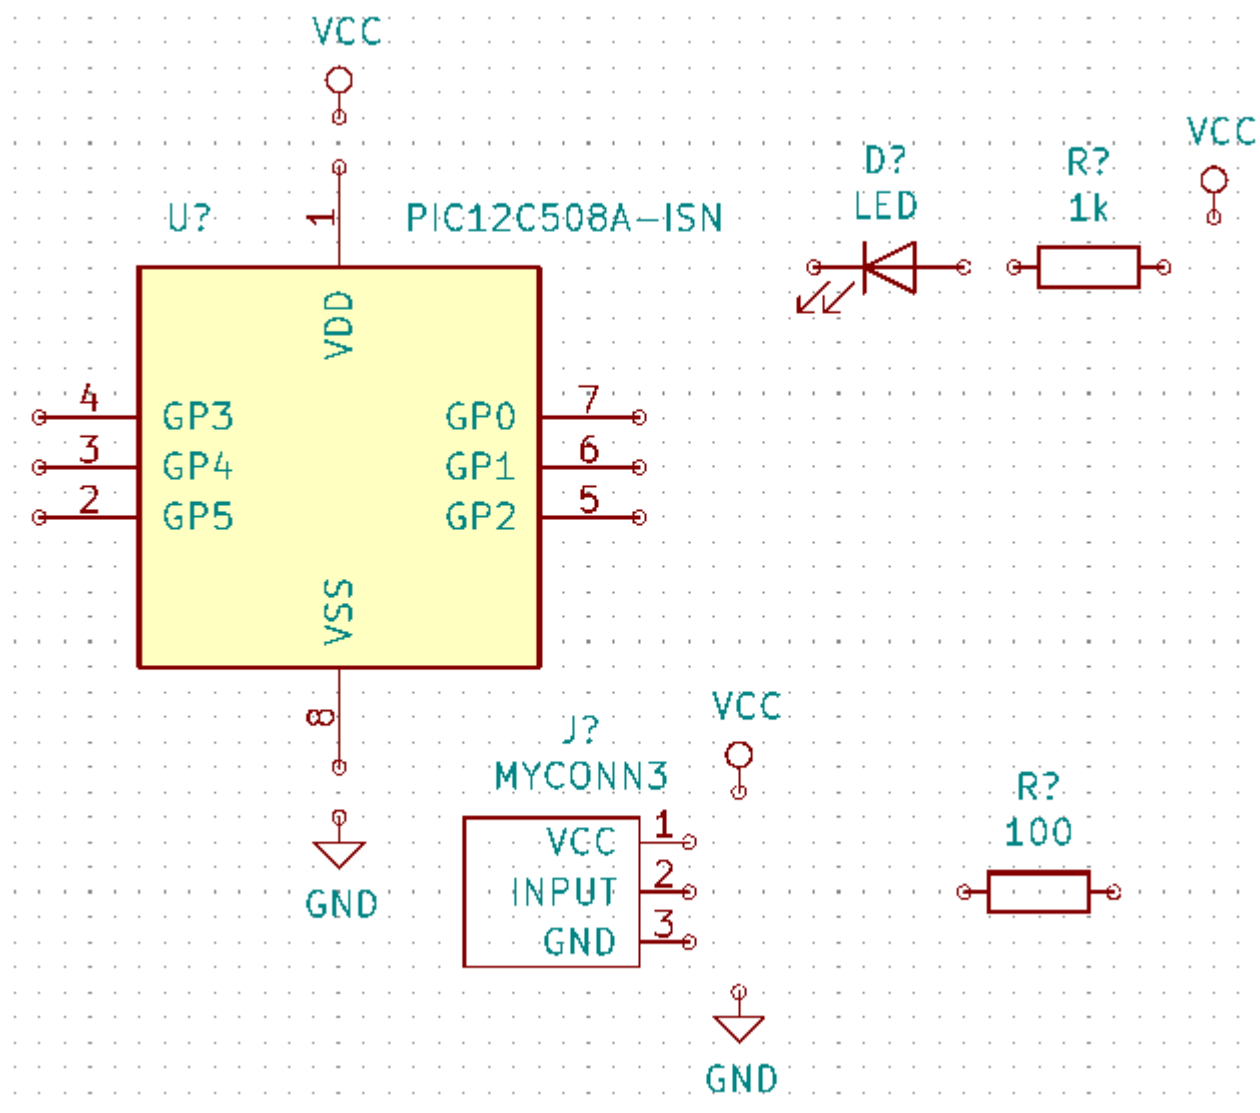 VCC
VCC
D?
R?
LED
1k
U?
1
PIC12C508A-ISN
VDD
4
GP3
GP0
7
3
GP4
GP1
6
2
GP5
GP2
5
VSS
8
GND
J?
MYCONN3
VCC
VCC
1
INPUT
2
GND
3
R?
100
GND